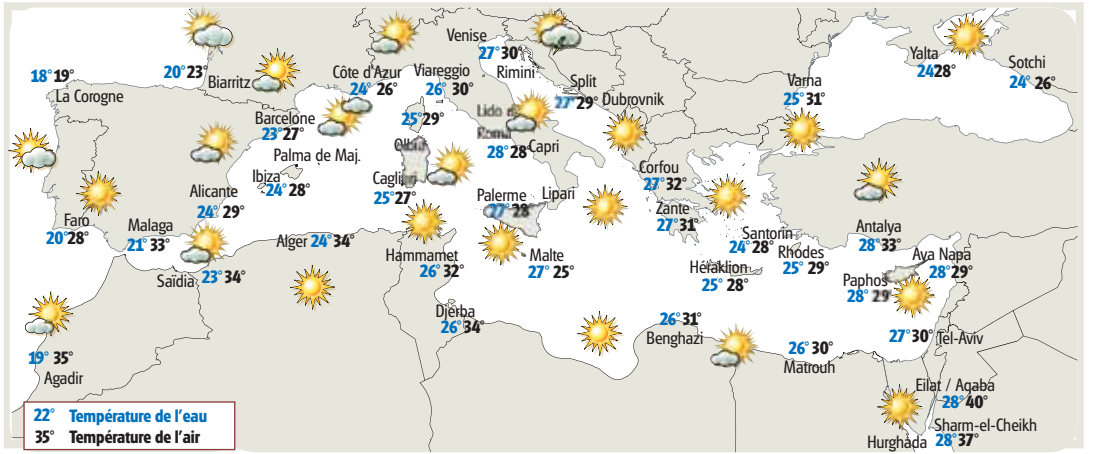 Venise
27° 30°
Rimini
Yalta
24° 28°
Sotchi
24° 26°
18° 19°
La Corogne
20° 23°
Biarritz
Côte d'Azur
24° 26°
Viareggio
26° 30°
Split
27° 29°
Dubrovnik
Varna
25° 31°
Barcelone
23° 27°
25° 29°
Olbia
Lido di
Roma
28° 28°
Capri
Palma de Maj.
Ibiza
24° 28°
Cagliari
25° 27°
Corfou
27° 32°
Alicante
24° 29°
Palerme
27° 28°
Lipari
Zante
27° 31°
Faro
20° 28°
Malaga
21° 33°
Alger 24° 34°
Santorin
24° 28°
Antalya
28° 33°
Saïdia
23° 34°
Hammamet
26° 32°
Malte
27° 25°
Héraklion
25° 28°
Rhodes
25° 29°
Aya Napa
28° 29°
Paphos
28° 29°
Djerba
26° 34°
26° 31°
Benghazi
26° 30°
Matrouh
27° 30°
Tel-Aviv
19° 35°
Agadir
Eilat / Aqaba
28° 40°
Sharm-el-Cheikh
Hurghada
28° 37°
22° Température de l'eau
35° Température de l'air